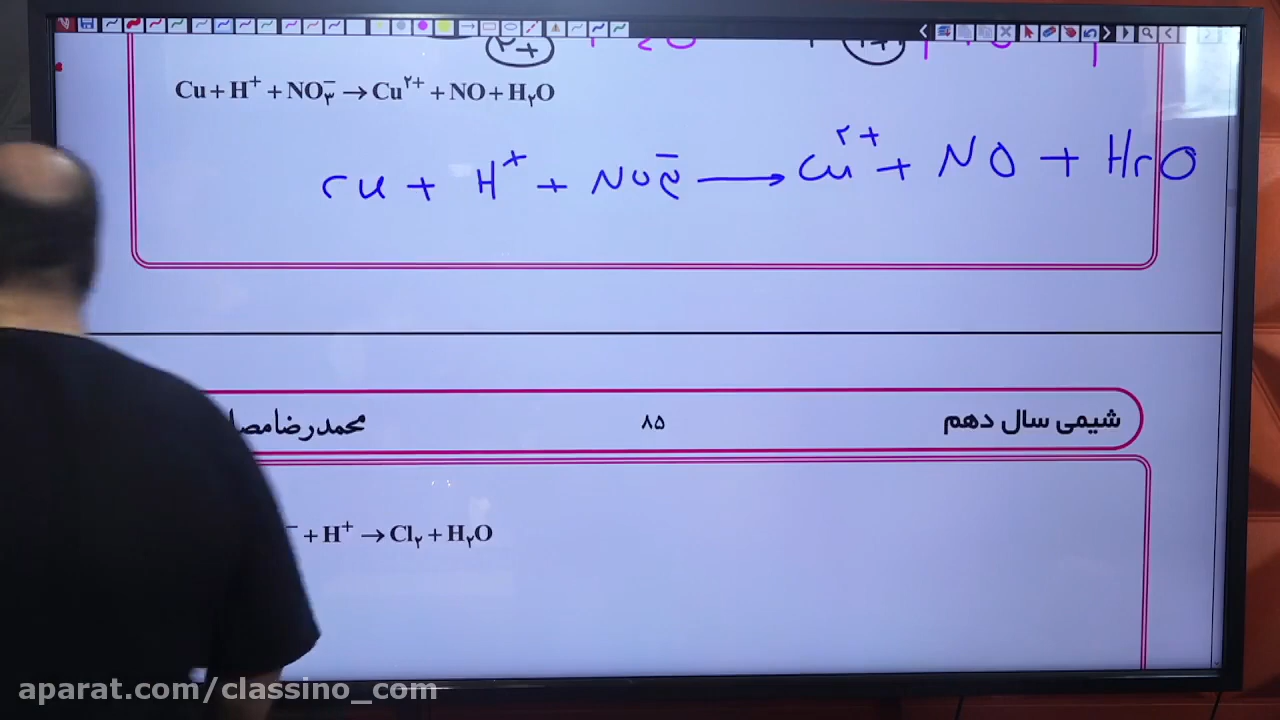 Cu + H⁺ + NO₃⁻ → Cu²⁺ + NO + H₂O
Cu + H⁺ + NO₃⁻ → Cu²⁺ + NO + H₂O
شیمی سال دهم ۸۵ محمدرضا
⁻ + H⁺ → Cl₂ + H₂O
aparat.com/classino_com